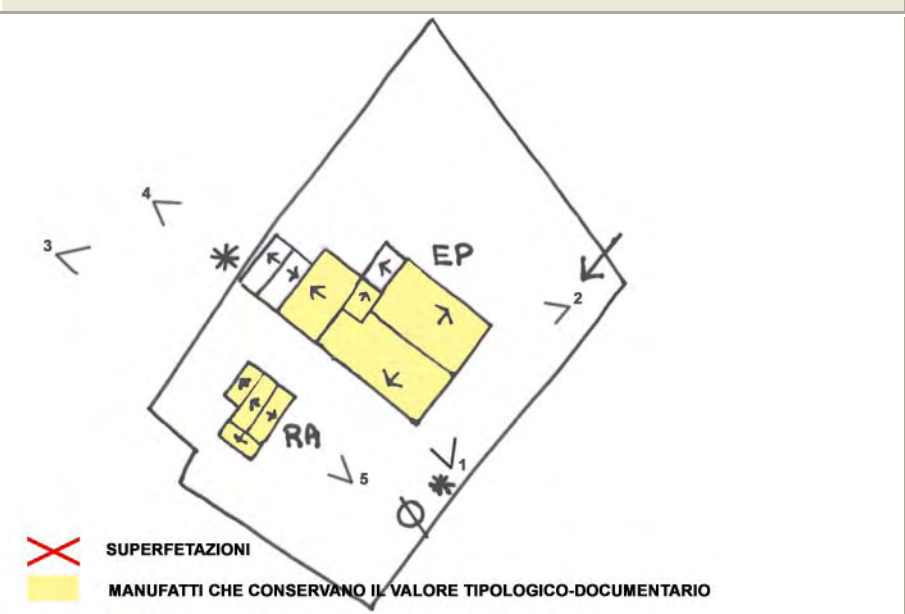 4
3
EP
2
RA
1
5
SUPERFETAZIONI
MANUFATTI CHE CONSERVANO IL VALORE TIPOLOGICO-DOCUMENTARIO